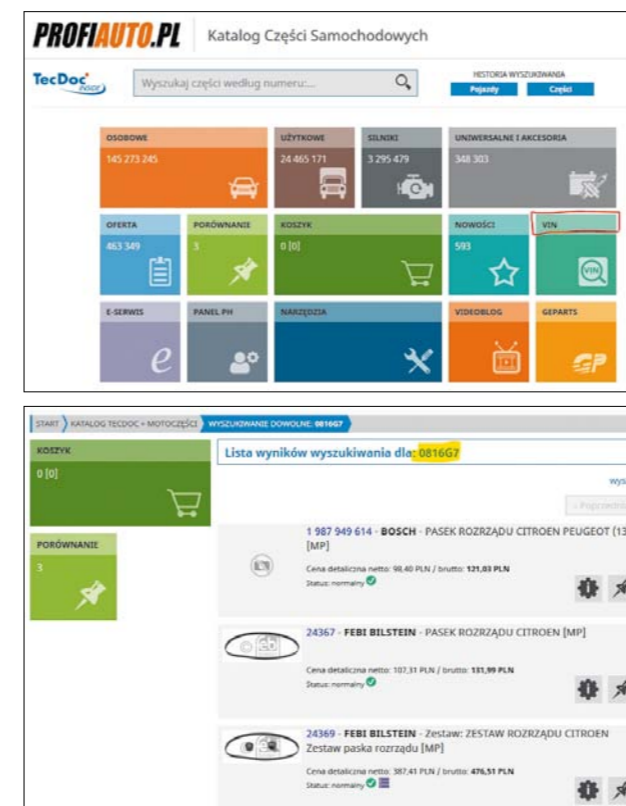 PROFIAUTO.PL
Katalog Części Samochodowych
TecDoc INSIDE
Wyszukaj części według numeru:...
HISTORIA WYSZUKIWANIA
Pojazdy Części
OSOBOWE
145 273 245
UŻYTKOWE
24 465 171
SILNIKI
3 295 479
UNIWERSALNE I AKCESORIA
348 303
OFERTA
463 349
PORÓWNANIE
3
KOSZYK
0 [0]
NOWOŚCI
593
VIN
VIN
E-SERWIS
e
PANEL PH
NARZĘDZIA
VIDEOBLOG
GEPARTS
GP
START KATALOG TECDOC + MOTOCZĘŚCI WYSZUKIWANIE DOWOLNE: 0816G7
KOSZYK
0 [0]
PORÓWNANIE
3
Lista wyników wyszukiwania dla: 0816G7
wys
1 987 949 614 - BOSCH - PASEK ROZRZĄDU CITROEN PEUGEOT (13
[MP]
Cena detaliczna netto: 98,40 PLN / brutto: 121,03 PLN
Status: normalny
24367 - FEBI BILSTEIN - PASEK ROZRZĄDU CITROEN [MP]
Cena detaliczna netto: 107,31 PLN / brutto: 131,99 PLN
Status: normalny
24369 - FEBI BILSTEIN - Zestaw: ZESTAW ROZRZĄDU CITROEN
Zestaw paska rozrządu [MP]
Cena detaliczna netto: 387,41 PLN / brutto: 476,51 PLN
Status: normalny